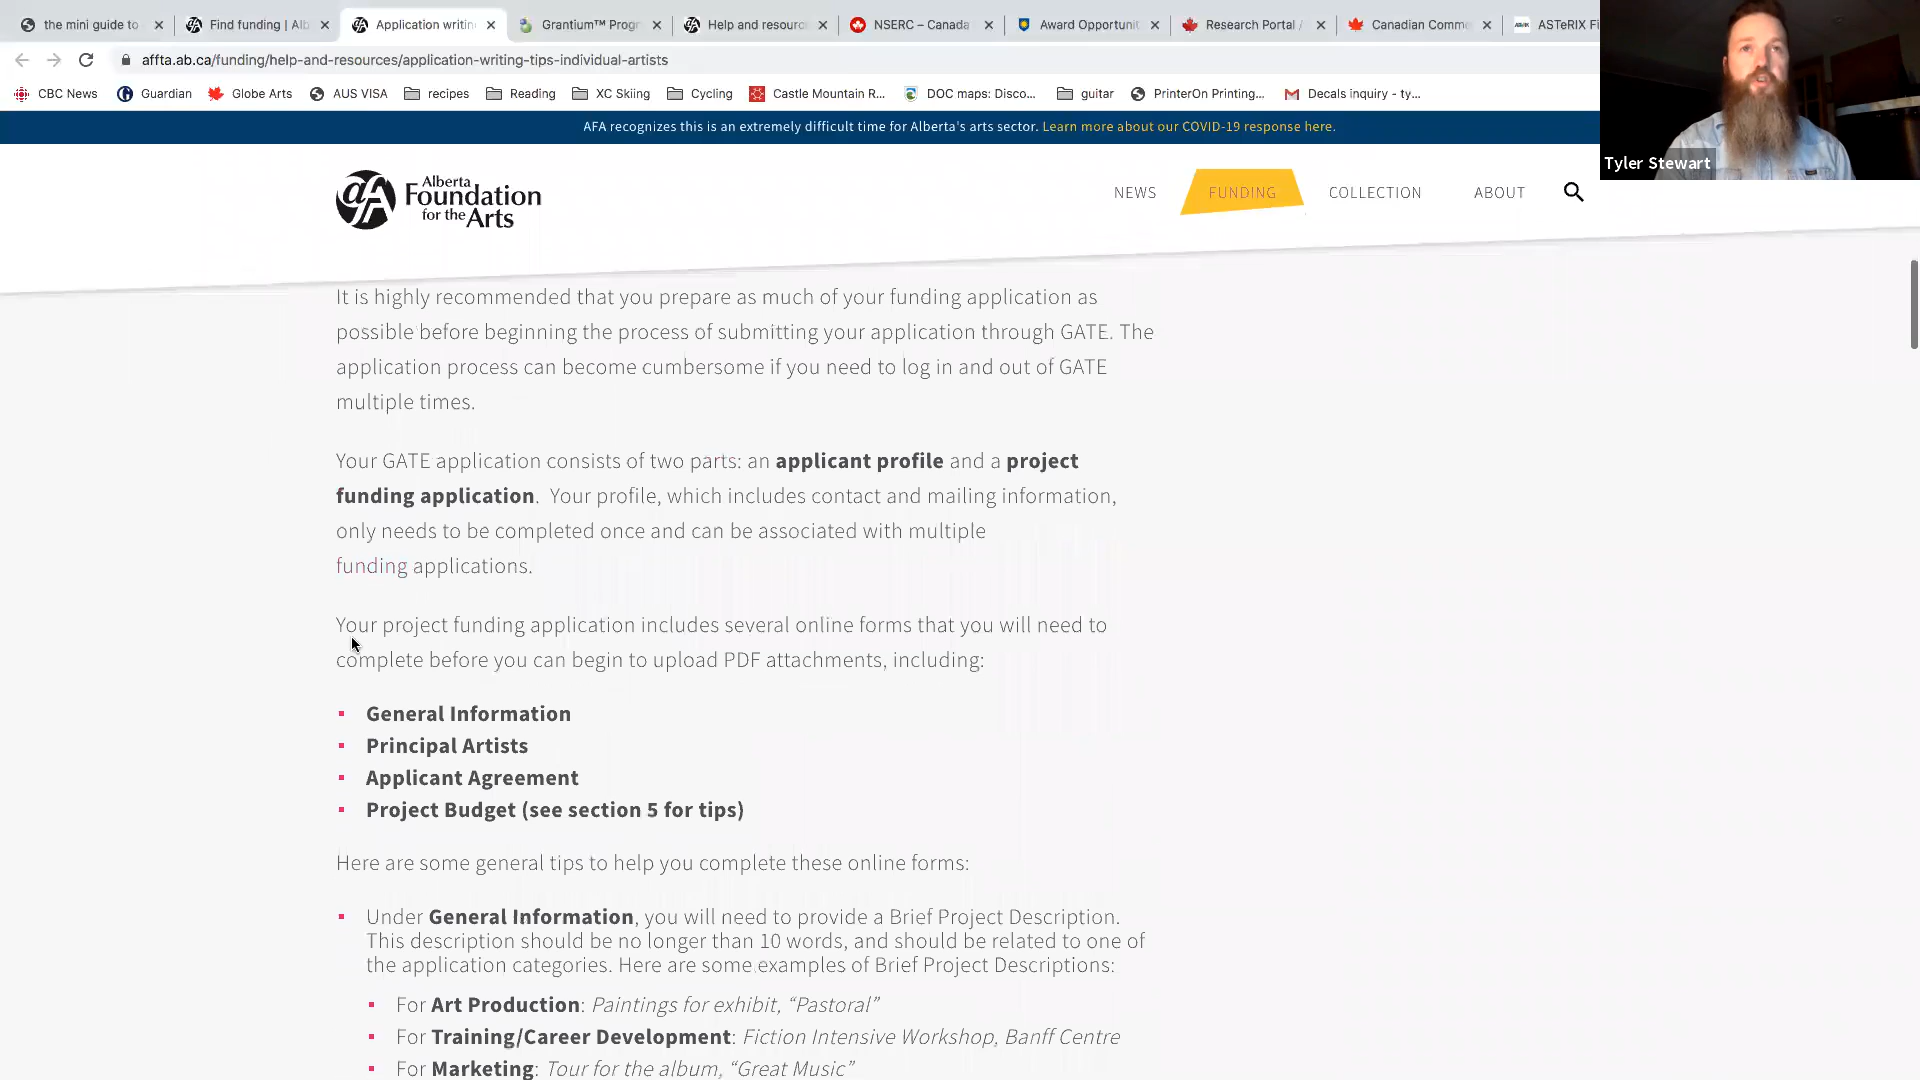 the mini guide to
Find funding | Alb
Application writin
Grantium™ Prog
Help and resourc
NSERC – Canada
Award Opportuni
Research Portal /
Canadian Comm
ASTeRIX Fi
affta.ab.ca/funding/help-and-resources/application-writing-tips-individual-artists
CBC News
Guardian
Globe Arts
AUS VISA
recipes
Reading
XC Skiing
Cycling
Castle Mountain R...
DOC maps: Disco...
guitar
PrinterOn Printing...
Decals inquiry - ty...
Tyler Stewart
AFA recognizes this is an extremely difficult time for Alberta's arts sector. Learn more about our COVID-19 response here.
Alberta
Foundation
for the
Arts
NEWS
FUNDING
COLLECTION
ABOUT
It is highly recommended that you prepare as much of your funding application as
possible before beginning the process of submitting your application through GATE. The
application process can become cumbersome if you need to log in and out of GATE
multiple times.
Your GATE application consists of two parts: an applicant profile and a project
funding application. Your profile, which includes contact and mailing information,
only needs to be completed once and can be associated with multiple
funding applications.
Your project funding application includes several online forms that you will need to
complete before you can begin to upload PDF attachments, including:
General Information
Principal Artists
Applicant Agreement
Project Budget (see section 5 for tips)
Here are some general tips to help you complete these online forms:
Under General Information, you will need to provide a Brief Project Description.
This description should be no longer than 10 words, and should be related to one of
the application categories. Here are some examples of Brief Project Descriptions:
For Art Production: Paintings for exhibit, “Pastoral”
For Training/Career Development: Fiction Intensive Workshop, Banff Centre
For Marketing: Tour for the album, “Great Music”